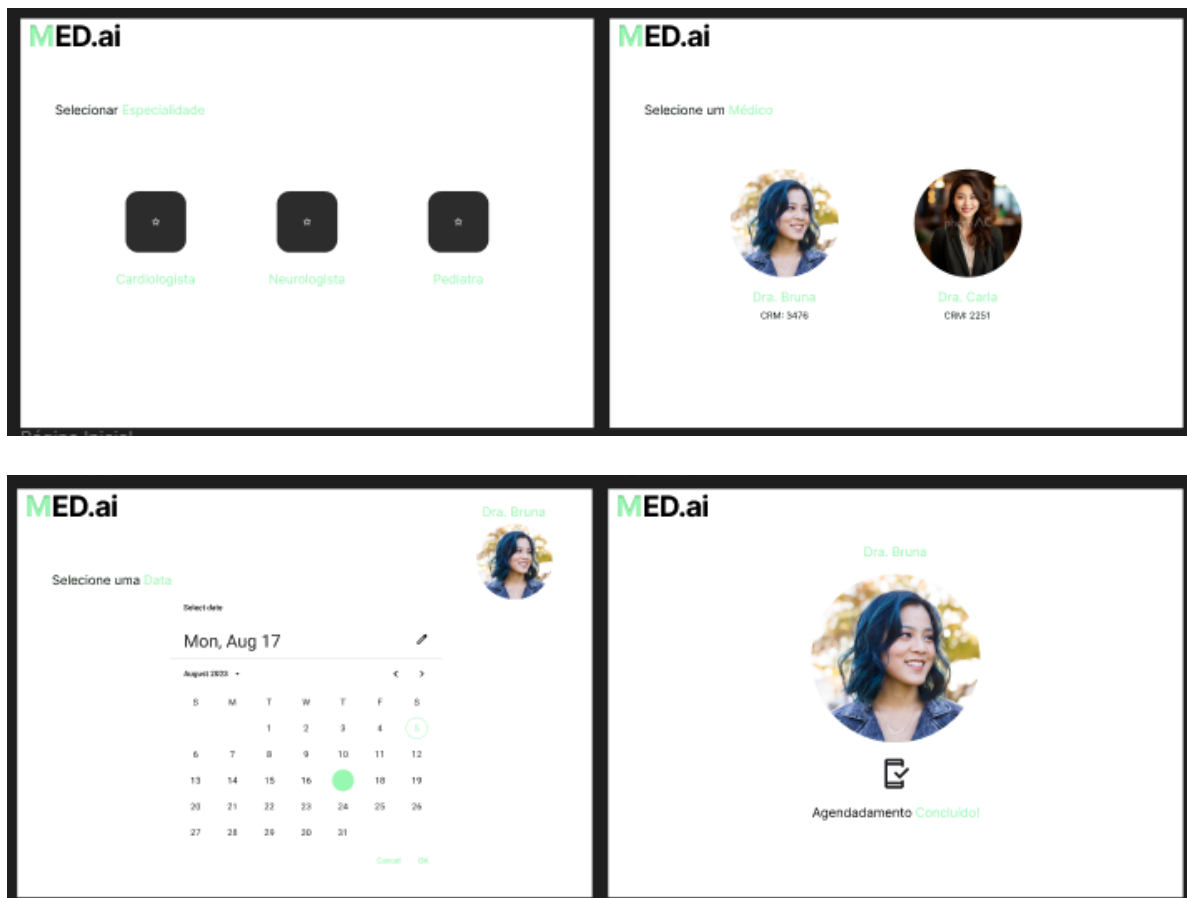 MED.ai
Selecionar Especialidade
Cardiologista
Neurologista
Pediatra
MED.ai
Selecione um Médico
Dra. Bruna
CRM: 3476
Dra. Carla
CRM: 2251
MED.ai
Dra. Bruna
Selecione uma Data
Select date
Mon, Aug 17
August 2023
S M T W T F S
1 2 3 4 5
6 7 8 9 10 11 12
13 14 15 16 18 19
20 21 22 23 24 25 26
27 28 29 30 31
Cancel OK
MED.ai
Dra. Bruna
Agendadamento Concluído!